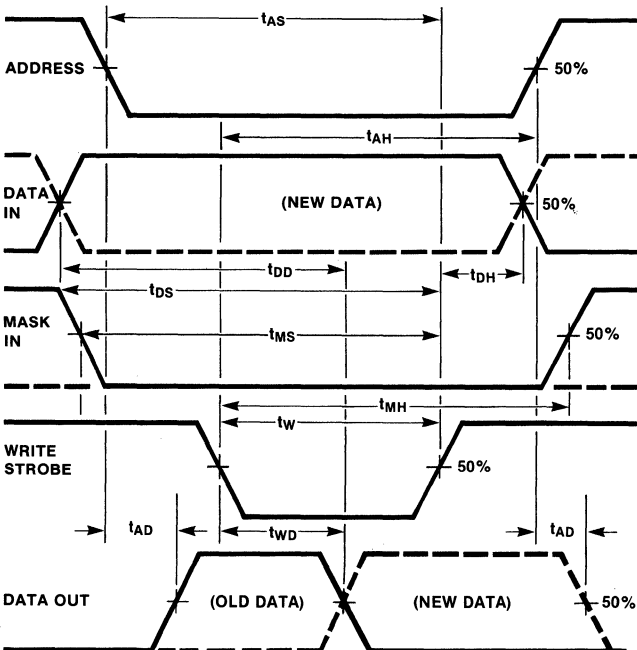 tAS
ADDRESS
50%
tAH
DATA IN
(NEW DATA)
50%
tDD
tDH
tDS
MASK IN
tMS
50%
tMH
tW
WRITE STROBE
50%
tAD
tWD
tAD
DATA OUT
(OLD DATA)
(NEW DATA)
50%